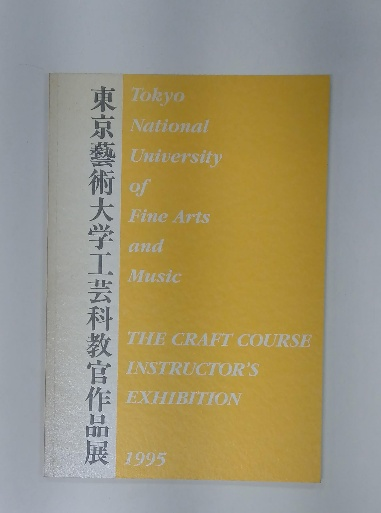 東京藝術大学工芸科教官作品展
Tokyo
National
University
of
Fine Arts
and
Music
THE CRAFT COURSE
INSTRUCTOR'S
EXHIBITION
1995